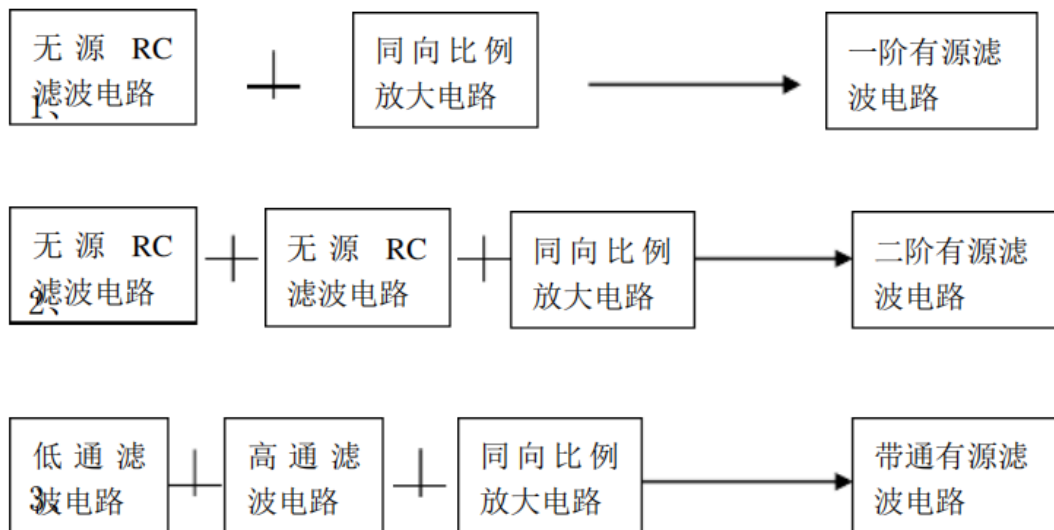 无源 RC
滤波电路
1、
同向比例
放大电路
一阶有源滤
波电路
无源 RC
滤波电路
2、
无源 RC
滤波电路
同向比例
放大电路
二阶有源滤
波电路
低通滤
波电路
3、
高通滤
波电路
同向比例
放大电路
带通有源滤
波电路